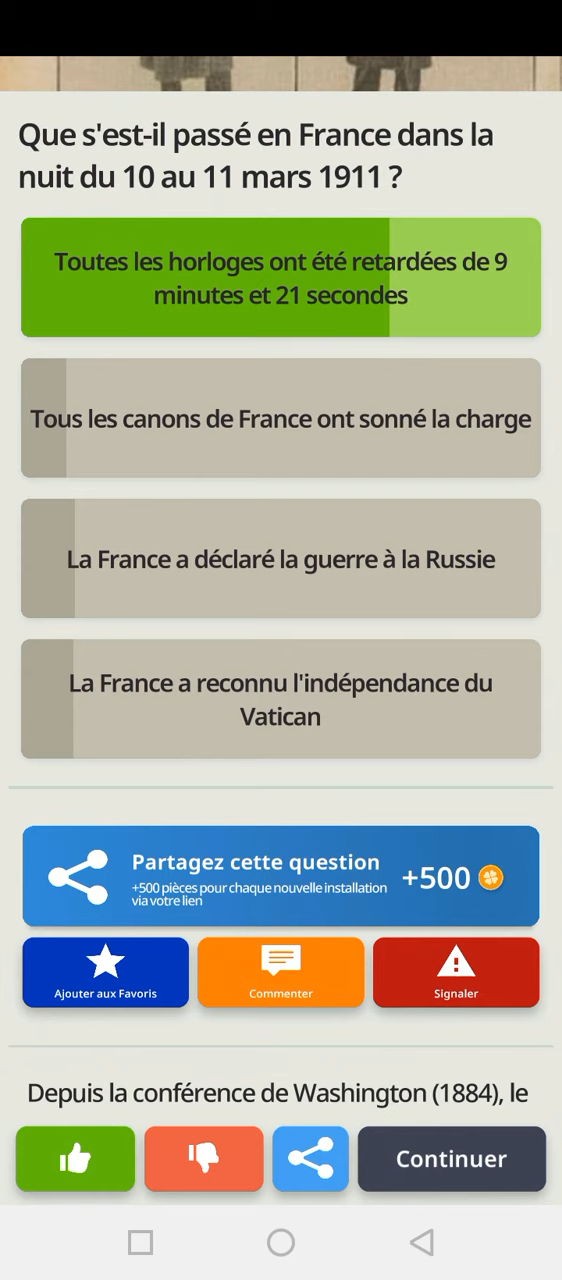 Que s'est-il passé en France dans la
nuit du 10 au 11 mars 1911 ?
Toutes les horloges ont été retardées de 9
minutes et 21 secondes
Tous les canons de France ont sonné la charge
La France a déclaré la guerre à la Russie
La France a reconnu l'indépendance du
Vatican
Partagez cette question
+500 pièces pour chaque nouvelle installation
via votre lien
+500
Ajouter aux Favoris
Commenter
Signaler
Depuis la conférence de Washington (1884), le
Continuer